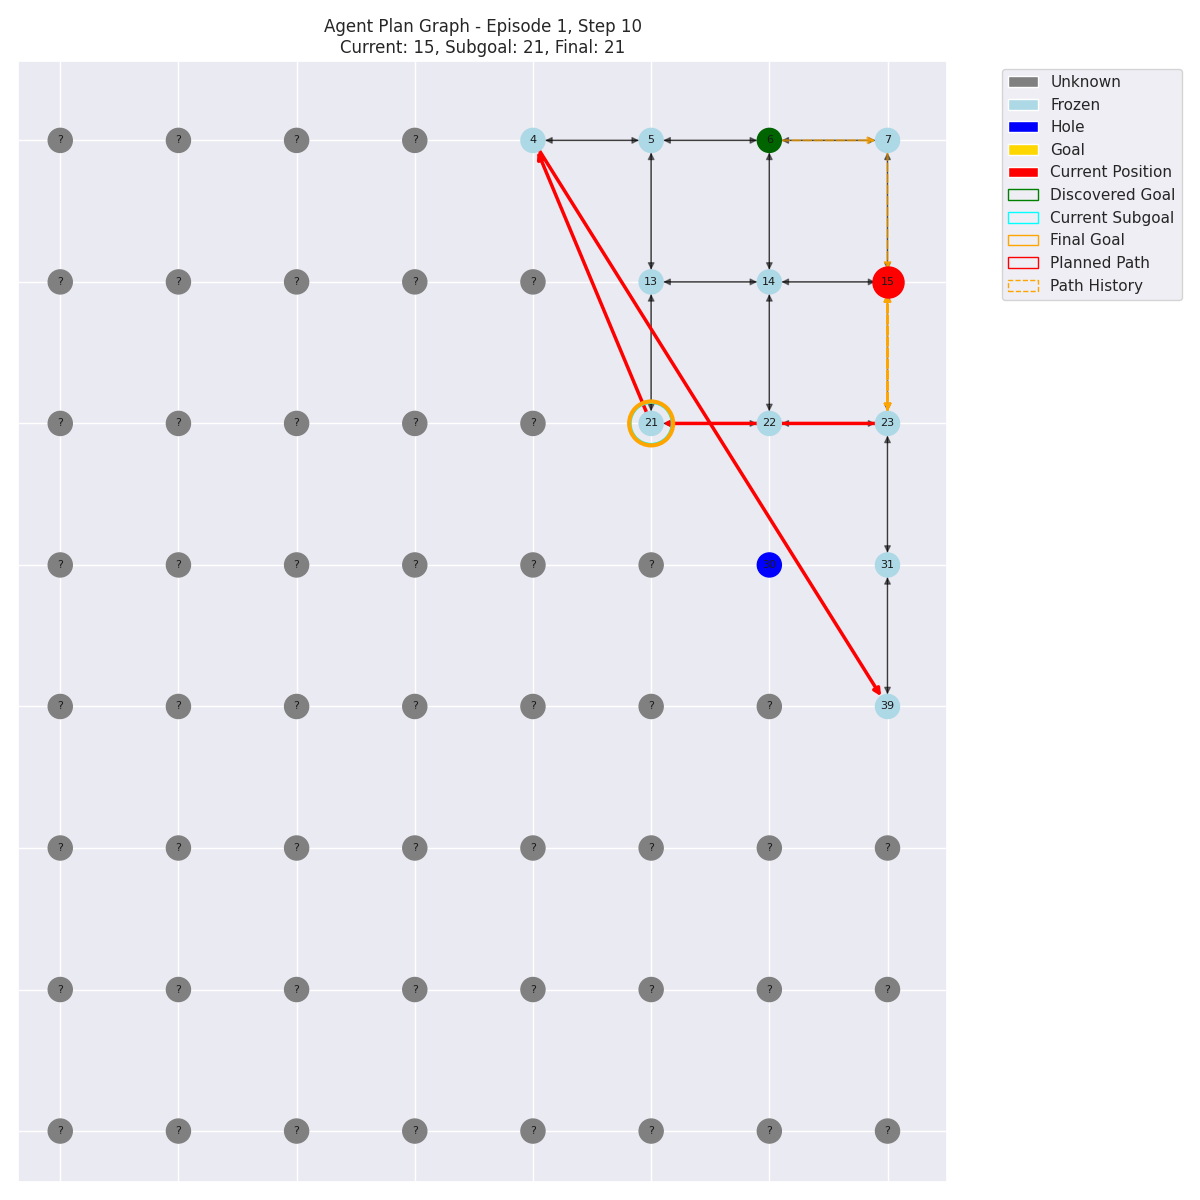 Agent Plan Graph - Episode 1, Step 10
Current: 15, Subgoal: 21, Final: 21
? ? ? ? 4 5 6 7
? ? ? ? ? 13 14 15
? ? ? ? ? 21 22 23
? ? ? ? ? ? 30 31
? ? ? ? ? ? ? 39
? ? ? ? ? ? ? ?
? ? ? ? ? ? ? ?
? ? ? ? ? ? ? ?
Unknown
Frozen
Hole
Goal
Current Position
Discovered Goal
Current Subgoal
Final Goal
Planned Path
Path History